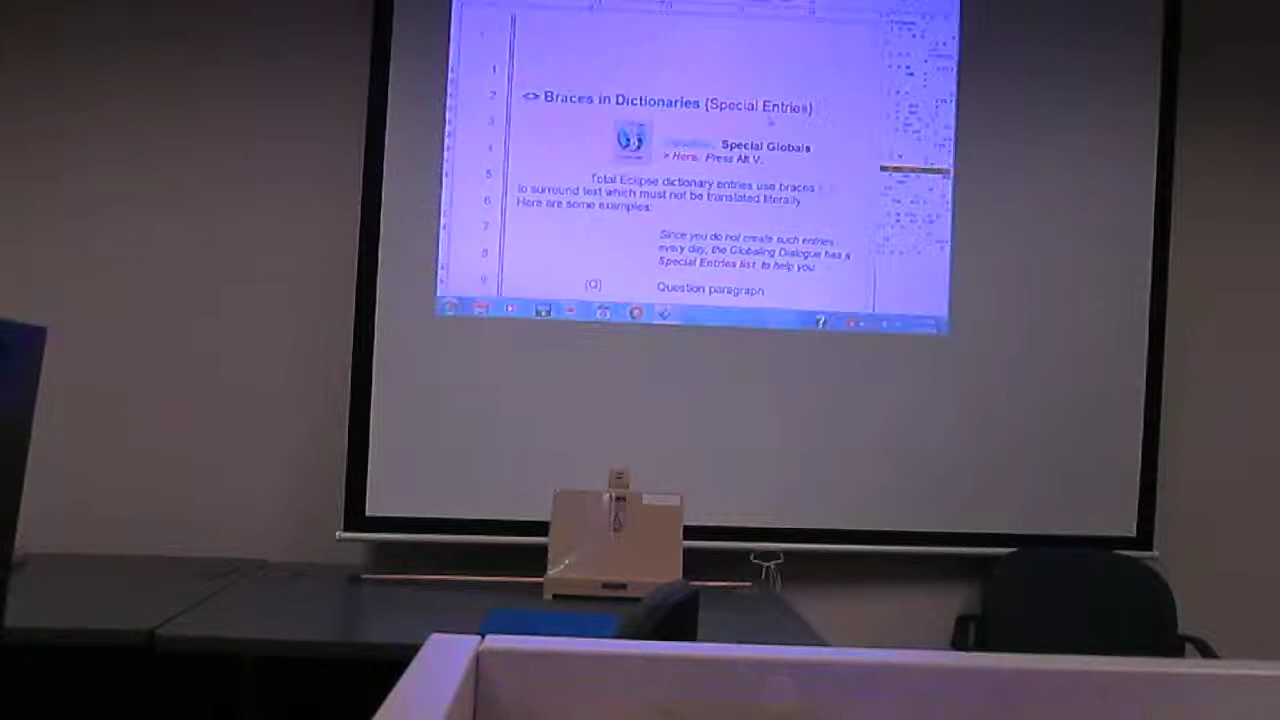 1
2 <> Braces in Dictionaries {Special Entries}
3
Special Globals
4
> Here. Press Alt V.
5 Total Eclipse dictionary entries use braces
to surround text which must not be translated literally.
6 Here are some examples:
7 Since you do not create such entries
every day, the Globaling Dialogue has a
8 Special Entries list to help you
9 {Q} Question paragraph